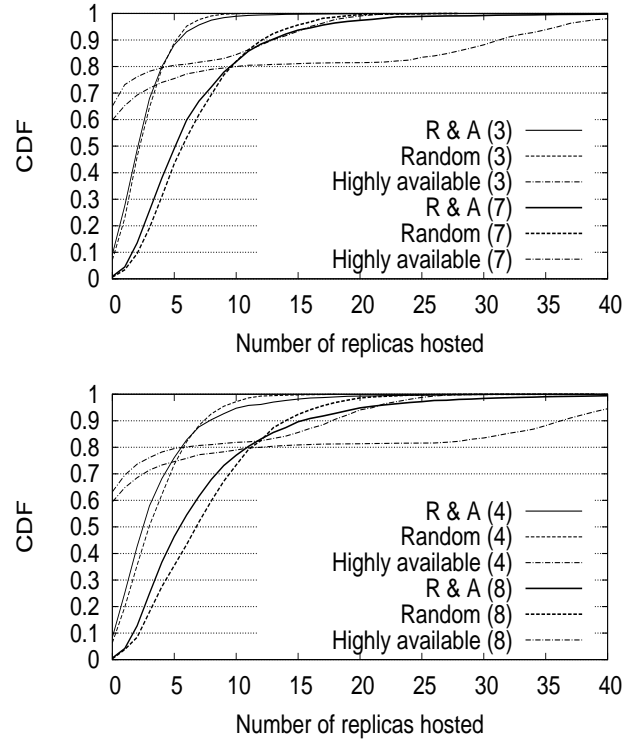 1
0.9
0.8
0.7
0.6
0.5
0.4
0.3
0.2
0.1
0
CDF
R & A (3)
Random (3)
Highly available (3)
R & A (7)
Random (7)
Highly available (7)
0 5 10 15 20 25 30 35 40
Number of replicas hosted
1
0.9
0.8
0.7
0.6
0.5
0.4
0.3
0.2
0.1
0
CDF
R & A (4)
Random (4)
Highly available (4)
R & A (8)
Random (8)
Highly available (8)
0 5 10 15 20 25 30 35 40
Number of replicas hosted